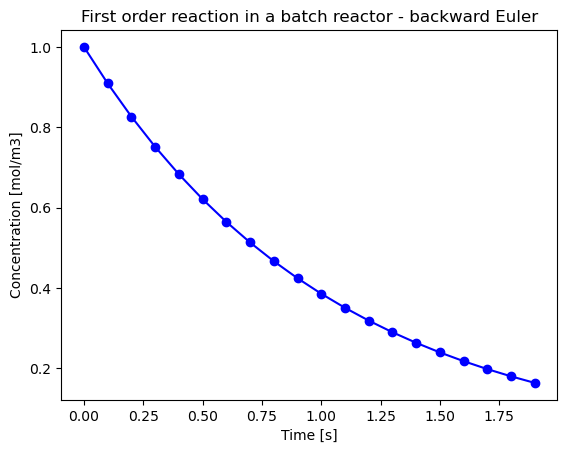 First order reaction in a batch reactor - backward Euler
1.0
0.8
0.6
0.4
0.2
Concentration [mol/m3]
0.00 0.25 0.50 0.75 1.00 1.25 1.50 1.75
Time [s]